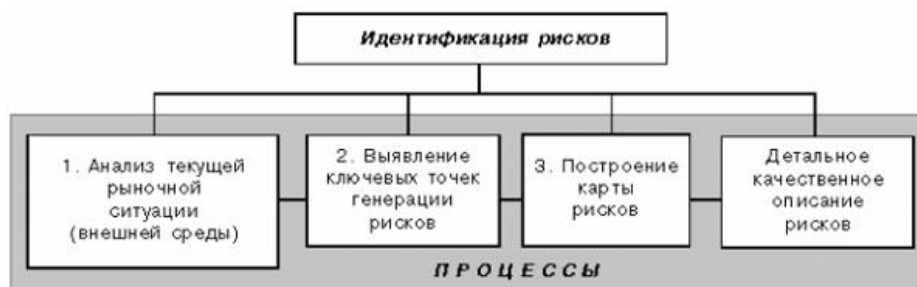 Идентификация рисков
1. Анализ текущей
рыночной
ситуации
(внешней среды)
2. Выявление
ключевых точек
генерации
рисков
3. Построение
карты
рисков
Детальное
качественное
описание
рисков
ПРОЦЕССЫ